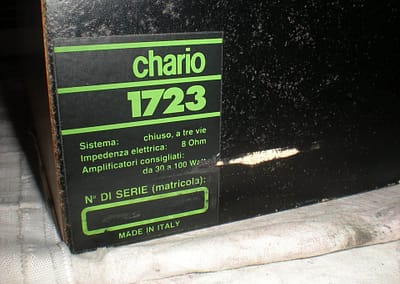 chario
1723
Sistema: chiuso, a tre vie
Impedenza elettrica: 8 Ohm
Amplificatori consigliati:
da 30 a 100 Watt
N° DI SERIE (matricola):
MADE IN ITALY